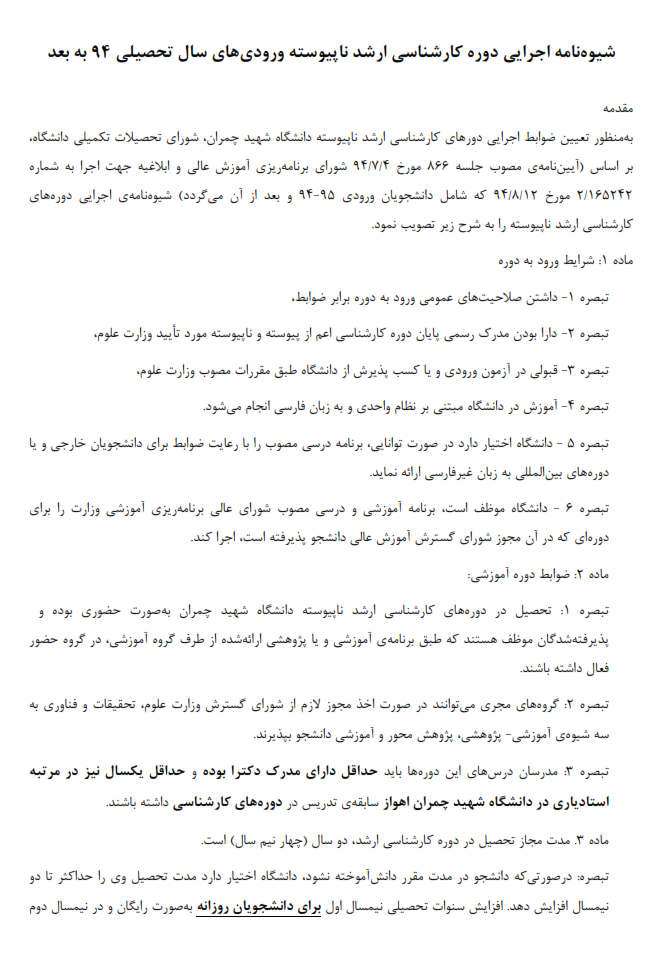 شیوه‌نامه اجرایی دوره کارشناسی ارشد ناپیوسته ورودی‌های سال تحصیلی ۹۴ به بعد
مقدمه
به‌منظور تعیین ضوابط اجرایی دورهای کارشناسی ارشد ناپیوسته دانشگاه شهید چمران، شورای تحصیلات تکمیلی دانشگاه،
بر اساس (آیین‌نامه‌ی مصوب جلسه ۸۶۶ مورخ ۹۴/۷/۴ شورای برنامه‌ریزی آموزش عالی و ابلاغیه جهت اجرا به شماره
۲/۱۶۵۲۴۲ مورخ ۹۴/۸/۱۲ که شامل دانشجویان ورودی ۹۵-۹۴ و بعد از آن می‌گردد) شیوه‌نامه‌ی اجرایی دوره‌های
کارشناسی ارشد ناپیوسته را به شرح زیر تصویب نمود.
ماده ۱: شرایط ورود به دوره
تبصره ۱- داشتن صلاحیت‌های عمومی ورود به دوره برابر ضوابط،
تبصره ۲- دارا بودن مدرک رسمی پایان دوره کارشناسی اعم از پیوسته و ناپیوسته مورد تأیید وزارت علوم،
تبصره ۳- قبولی در آزمون ورودی و یا کسب پذیرش از دانشگاه طبق مقررات مصوب وزارت علوم،
تبصره ۴- آموزش در دانشگاه مبتنی بر نظام واحدی و به زبان فارسی انجام می‌شود.
تبصره ۵ - دانشگاه اختیار دارد در صورت توانایی، برنامه درسی مصوب را با رعایت ضوابط برای دانشجویان خارجی و یا
دوره‌های بین‌المللی به زبان غیرفارسی ارائه نماید.
تبصره ۶ - دانشگاه موظف است، برنامه آموزشی و درسی مصوب شورای عالی برنامه‌ریزی آموزشی وزارت را برای
دوره‌ای که در آن مجوز شورای گسترش آموزش عالی دانشجو پذیرفته است، اجرا کند.
ماده ۲: ضوابط دوره آموزشی:
تبصره ۱: تحصیل در دوره‌های کارشناسی ارشد ناپیوسته دانشگاه شهید چمران به‌صورت حضوری بوده و
پذیرفته‌شدگان موظف هستند که طبق برنامه‌ی آموزشی و یا پژوهشی ارائه‌شده از طرف گروه آموزشی، در گروه حضور
فعال داشته باشند.
تبصره ۲: گروه‌های مجری می‌توانند در صورت اخذ مجوز لازم از شورای گسترش وزارت علوم، تحقیقات و فناوری به
سه شیوه‌ی آموزشی- پژوهشی، پژوهش محور و آموزشی دانشجو بپذیرند.
تبصره ۳: مدرسان درس‌های این دوره‌ها باید حداقل دارای مدرک دکترا بوده و حداقل یکسال نیز در مرتبه
استادیاری در دانشگاه شهید چمران اهواز سابقه‌ی تدریس در دوره‌های کارشناسی داشته باشند.
ماده ۳. مدت مجاز تحصیل در دوره کارشناسی ارشد، دو سال (چهار نیم سال) است.
تبصره: درصورتی‌که دانشجو در مدت مقرر دانش‌آموخته نشود، دانشگاه اختیار دارد مدت تحصیل وی را حداکثر تا دو
نیمسال افزایش دهد. افزایش سنوات تحصیلی نیمسال اول برای دانشجویان روزانه به‌صورت رایگان و در نیمسال دوم